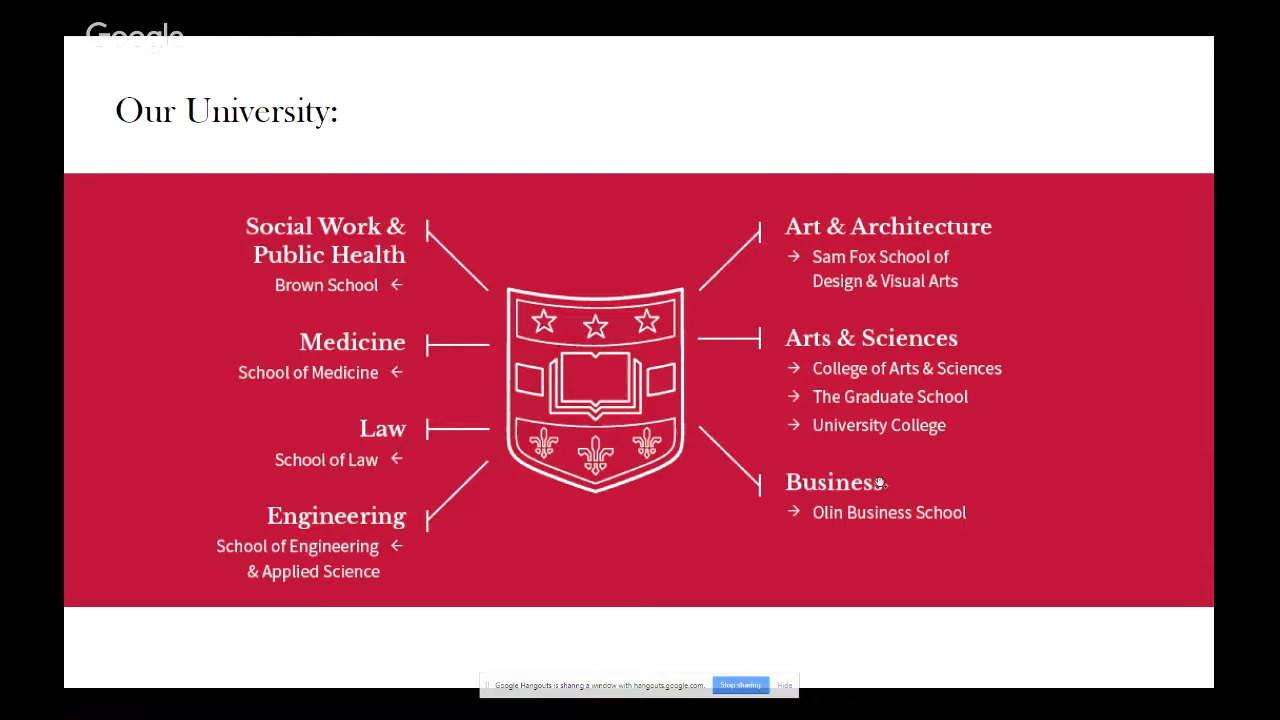 Google
Our University:
Social Work &
Public Health
Brown School ←
Medicine
School of Medicine ←
Law
School of Law ←
Engineering
School of Engineering ←
& Applied Science
Art & Architecture
→ Sam Fox School of
Design & Visual Arts
Arts & Sciences
→ College of Arts & Sciences
→ The Graduate School
→ University College
Business
→ Olin Business School
Google Hangouts is sharing a window with hangouts.google.com. Stop sharing Hide